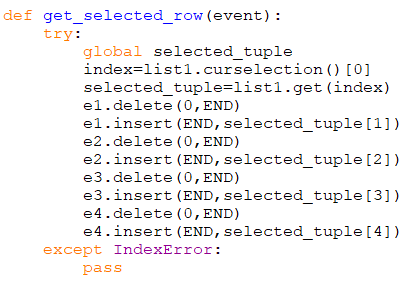 def get_selected_row(event):
    try:
        global selected_tuple
        index=list1.curselection()[0]
        selected_tuple=list1.get(index)
        e1.delete(0,END)
        e1.insert(END,selected_tuple[1])
        e2.delete(0,END)
        e2.insert(END,selected_tuple[2])
        e3.delete(0,END)
        e3.insert(END,selected_tuple[3])
        e4.delete(0,END)
        e4.insert(END,selected_tuple[4])
    except IndexError:
        pass